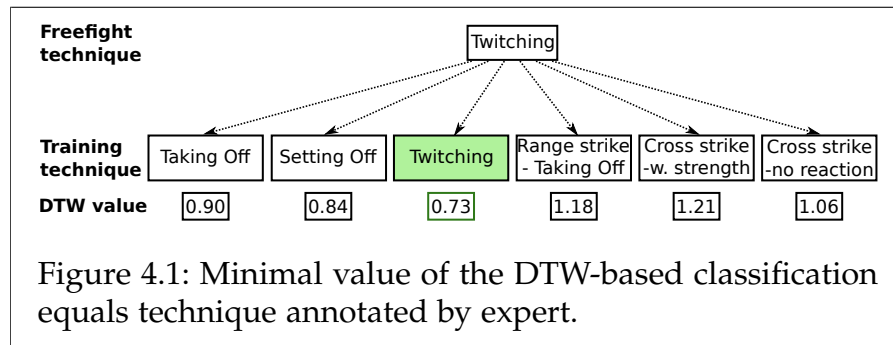 Freefight technique
Twitching
Training technique
Taking Off
Setting Off
Twitching
Range strike - Taking Off
Cross strike -w. strength
Cross strike -no reaction
DTW value
0.90
0.84
0.73
1.18
1.21
1.06
Figure 4.1: Minimal value of the DTW-based classification
equals technique annotated by expert.